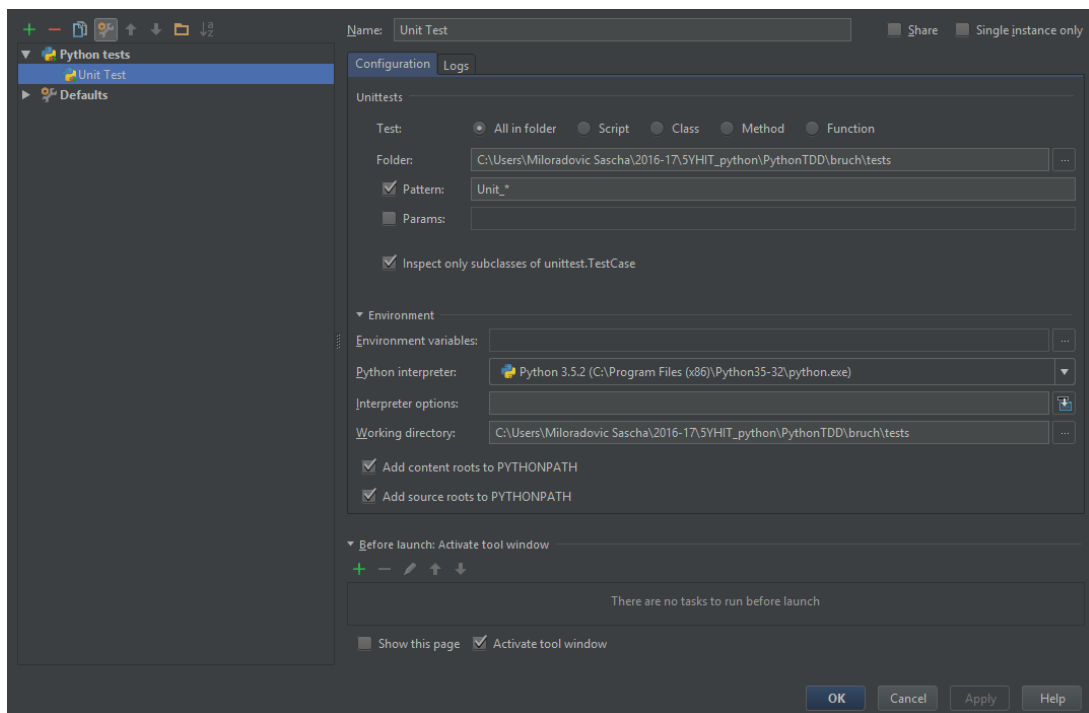 Name: Unit Test
Share
Single instance only
Python tests
Unit Test
Defaults
Configuration
Logs
Unittests
Test:
All in folder
Script
Class
Method
Function
Folder:
C:\Users\Miloradovic Sascha\2016-17\5YHIT_python\PythonTDD\bruch\tests
...
Pattern:
Unit_*
Params:
Inspect only subclasses of unittest.TestCase
Environment
Environment variables:
...
Python interpreter:
Python 3.5.2 (C:\Program Files (x86)\Python35-32\python.exe)
Interpreter options:
Working directory:
C:\Users\Miloradovic Sascha\2016-17\5YHIT_python\PythonTDD\bruch\tests
...
Add content roots to PYTHONPATH
Add source roots to PYTHONPATH
Before launch: Activate tool window
There are no tasks to run before launch
Show this page
Activate tool window
OK
Cancel
Apply
Help